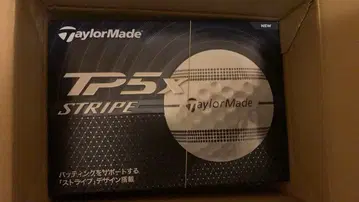 TaylorMade
NEW
TP5x
STRIPE
TaylorMade
パッティングをサポートする
「ストライプ」デザイン搭載